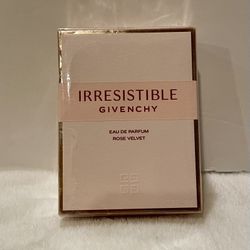 IRRESISTIBLE
GIVENCHY
EAU DE PARFUM
ROSE VELVET